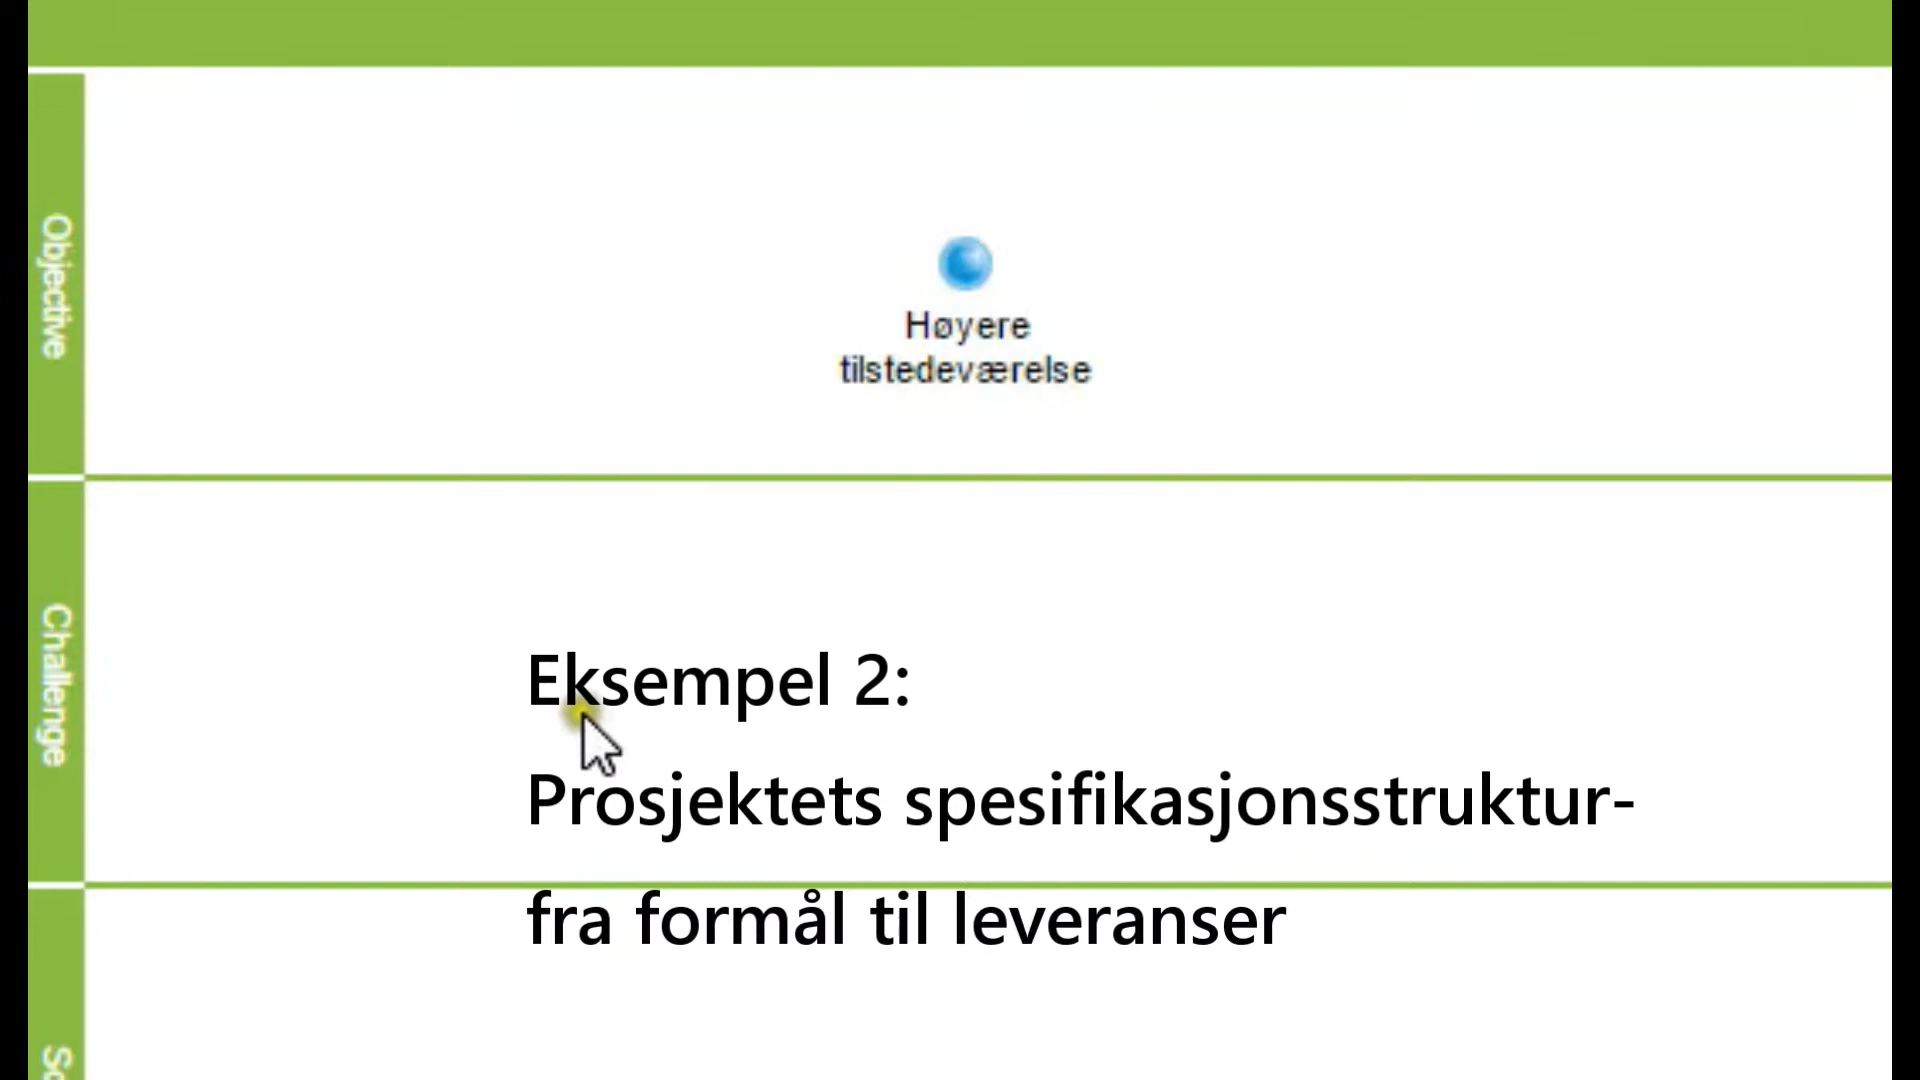 Objective
Høyere
tilstedeværelse
Challenge
Eksempel 2:
Prosjektets spesifikasjonsstruktur-
fra formål til leveranser